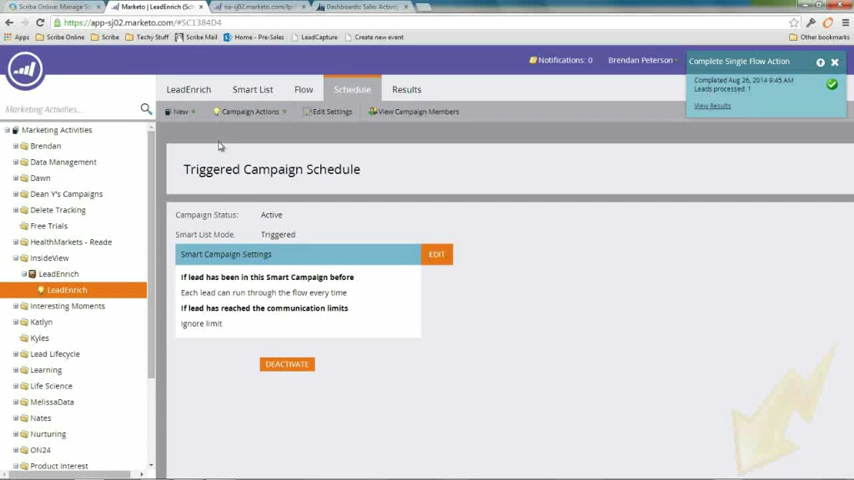 Scribe Online: Manage S
Marketo | LeadEnrich (Sc
na-sj02.marketo.com/lp
Dashboards: Sales Activit
https://app-sj02.marketo.com/#SC1384D4
Apps Scribe Online Scribe Techy Stuff Scribe Mail Home - Pre-Sales LeadCapture Create new event
Other bookmarks
Notifications: 0 Brendan Peterson
Complete Single Flow Action
Completed Aug 26, 2014 9:45 AM
Leads processed: 1
View Results
LeadEnrich Smart List Flow Schedule Results
Marketing Activities...
New Campaign Actions Edit Settings View Campaign Members
Marketing Activities
Brendan
Data Management
Dawn
Dean Y's Campaigns
Delete Tracking
Free Trials
HealthMarkets - Reade
InsideView
LeadEnrich
LeadEnrich
Interesting Moments
Katlyn
Kyles
Lead Lifecycle
Learning
Life Science
MelissaData
Nates
Nurturing
ON24
Product Interest
Triggered Campaign Schedule
Campaign Status: Active
Smart List Mode: Triggered
Smart Campaign Settings EDIT
If lead has been in this Smart Campaign before
Each lead can run through the flow every time
If lead has reached the communication limits
Ignore limit
DEACTIVATE